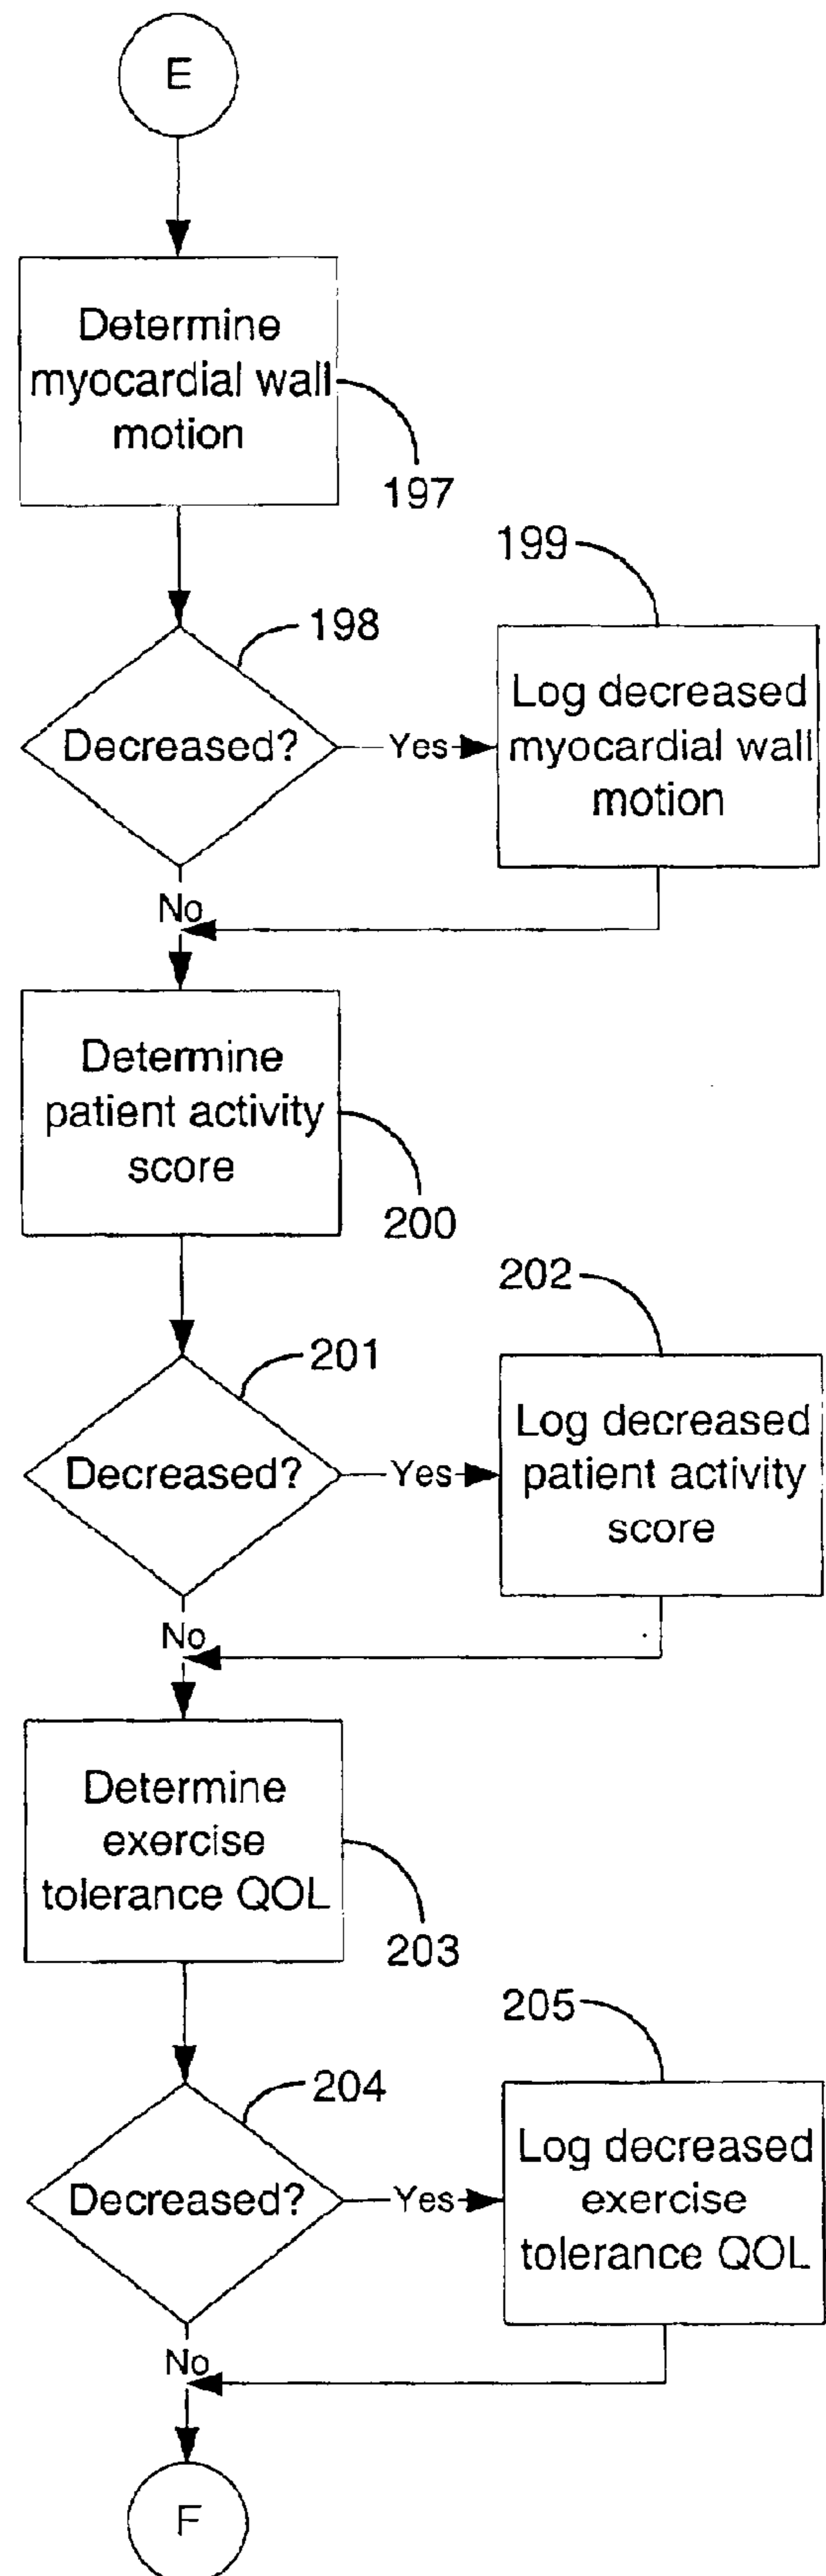 E
Determine
myocardial wall
motion
197
199
198
Decreased?
Yes
Log decreased
myocardial wall
motion
No
Determine
patient activity
score
200
202
201
Decreased?
Yes
Log decreased
patient activity
score
No
Determine
exercise
tolerance QOL
203
205
204
Decreased?
Yes
Log decreased
exercise
tolerance QOL
No
F